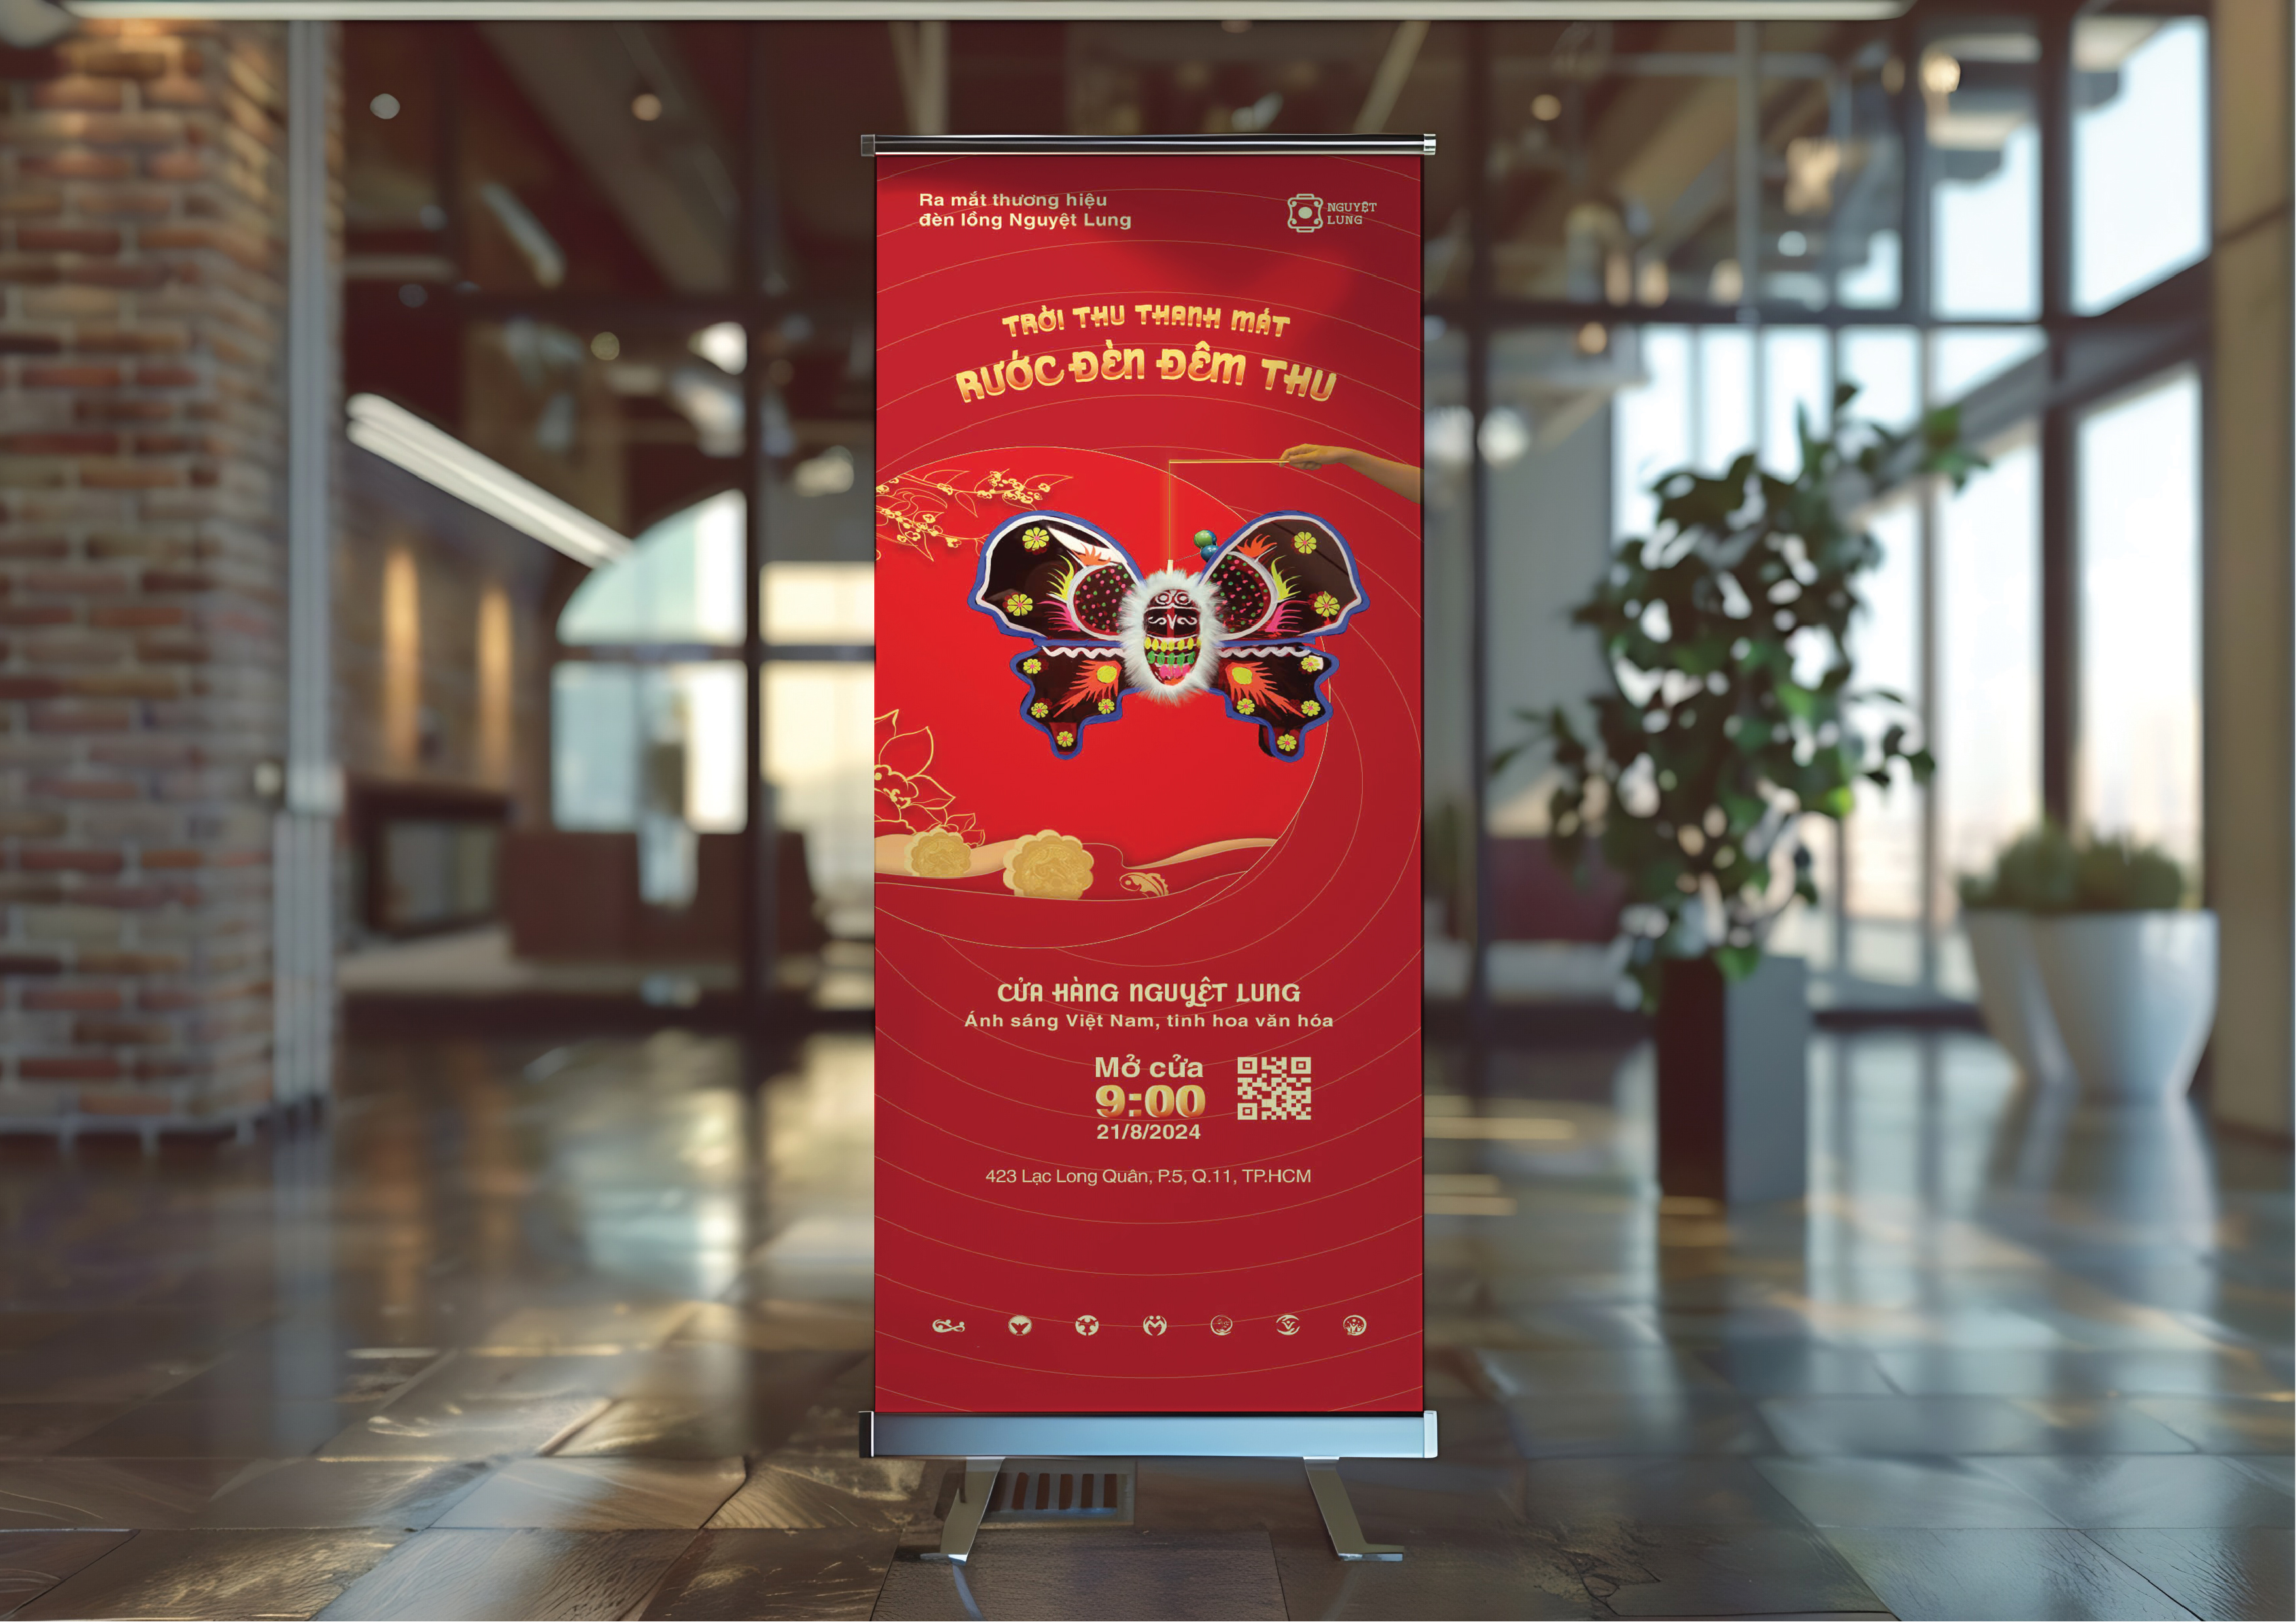 Ra mắt thương hiệu
đèn lồng Nguyệt Lung
NGUYỆT
LUNG
TRỜI THU THANH MÁT
RƯỚC ĐÈN ĐÊM THU
CỬA HÀNG NGUYỆT LUNG
Ánh sáng Việt Nam, tinh hoa văn hóa
Mở cửa
9:00
21/8/2024
423 Lạc Long Quân, P.5, Q.11, TP.HCM